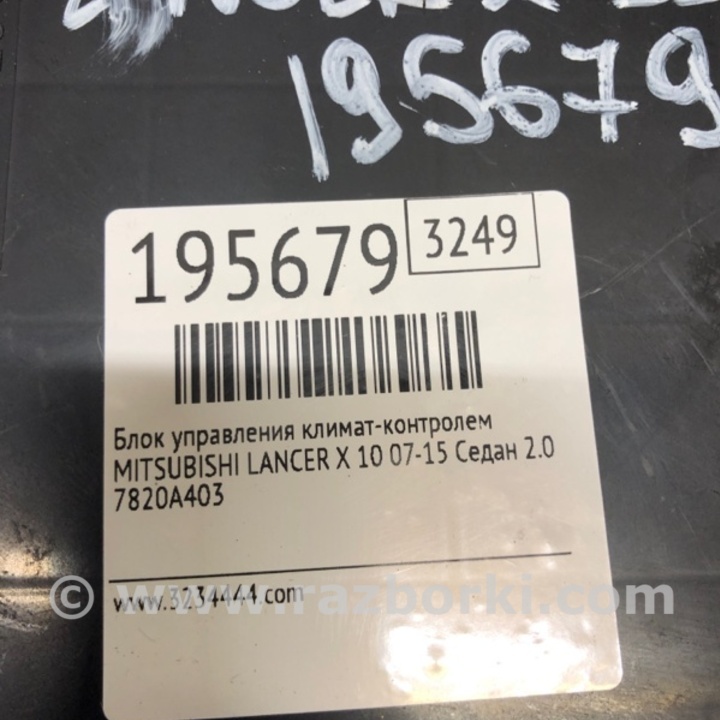 195679
195679
3249
Блок управления климат-контролем
MITSUBISHI LANCER X 10 07-15 Седан 2.0
7820A403
www.3234444.com
© www.razborki.com